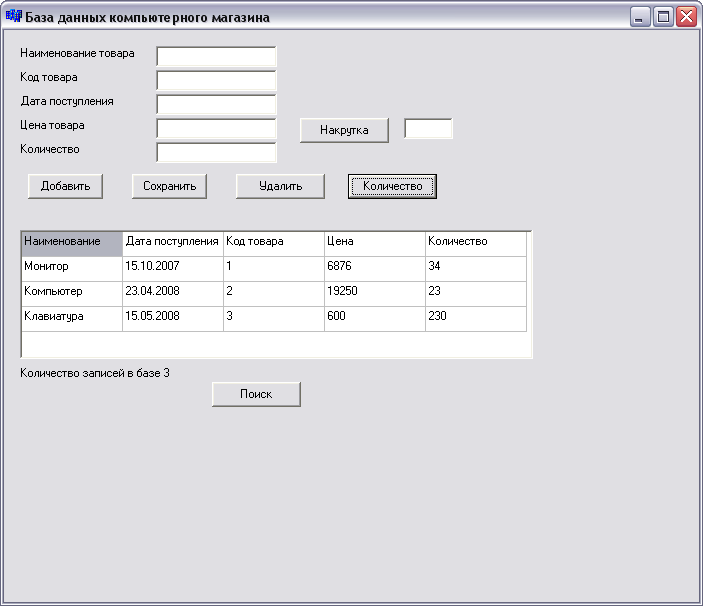 База данных компьютерного магазина
Наименование товара
Код товара
Дата поступления
Цена товара
Накрутка
Количество
Добавить Сохранить Удалить Количество
Наименование Дата поступления Код товара Цена Количество
Монитор 15.10.2007 1 6876 34
Компьютер 23.04.2008 2 19250 23
Клавиатура 15.05.2008 3 600 230
Количество записей в базе 3
Поиск